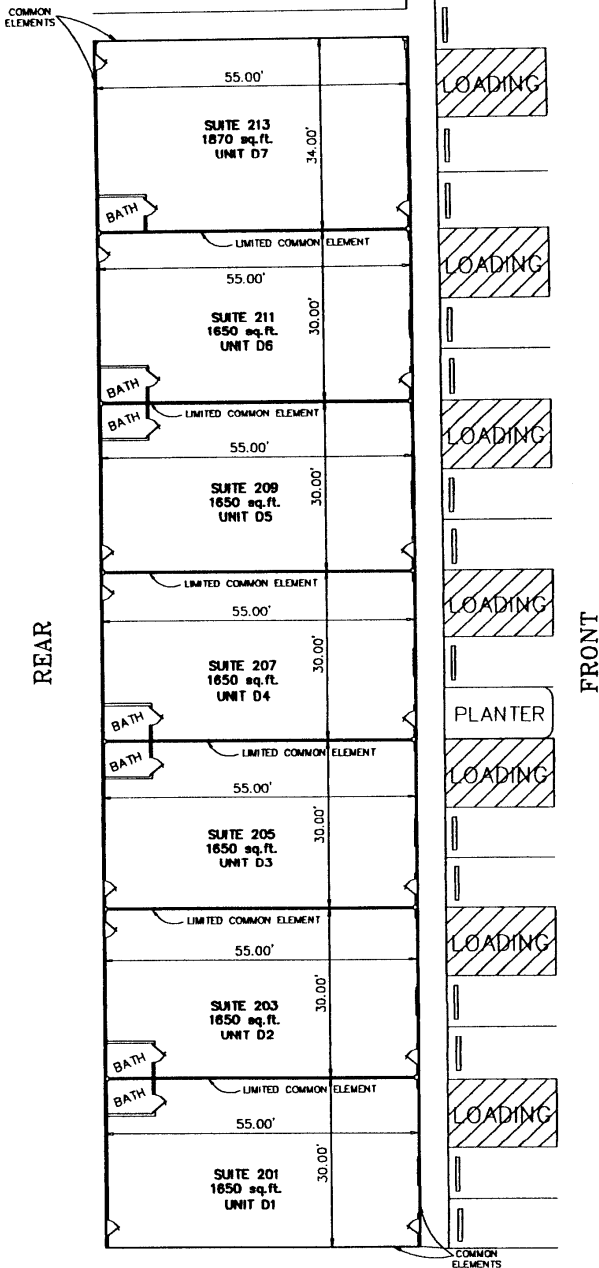 COMMON
ELEMENTS
LOADING
55.00'
SUITE 213
1870 sq.ft.
UNIT D7
34.00'
BATH
LIMITED COMMON ELEMENT
LOADING
55.00'
SUITE 211
1650 sq.ft.
UNIT D6
30.00'
BATH
LIMITED COMMON ELEMENT
BATH
LOADING
55.00'
SUITE 209
1650 sq.ft.
UNIT D5
30.00'
LIMITED COMMON ELEMENT
LOADING
55.00'
REAR
FRONT
SUITE 207
1650 sq.ft.
UNIT D4
30.00'
PLANTER
BATH
LIMITED COMMON ELEMENT
BATH
LOADING
55.00'
SUITE 205
1650 sq.ft.
UNIT D3
30.00'
LIMITED COMMON ELEMENT
LOADING
55.00'
SUITE 203
1650 sq.ft.
UNIT D2
30.00'
BATH
LIMITED COMMON ELEMENT
BATH
LOADING
55.00'
SUITE 201
1650 sq.ft.
UNIT D1
30.00'
COMMON
ELEMENTS